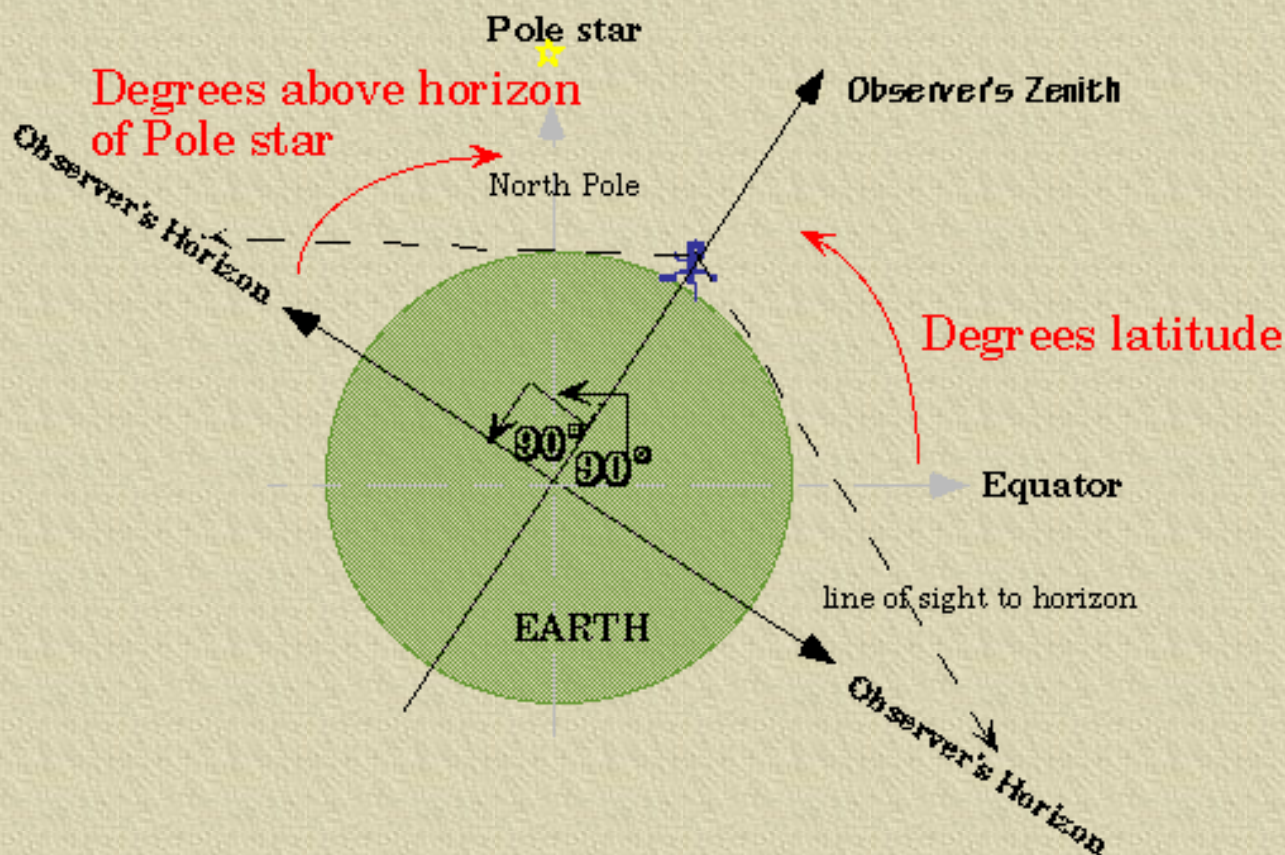 Pole star
Degrees above horizon
of Pole star
Observer's Zenith
Observer's Horizon
North Pole
Degrees latitude
90°
90°
Equator
line of sight to horizon
EARTH
Observer's Horizon